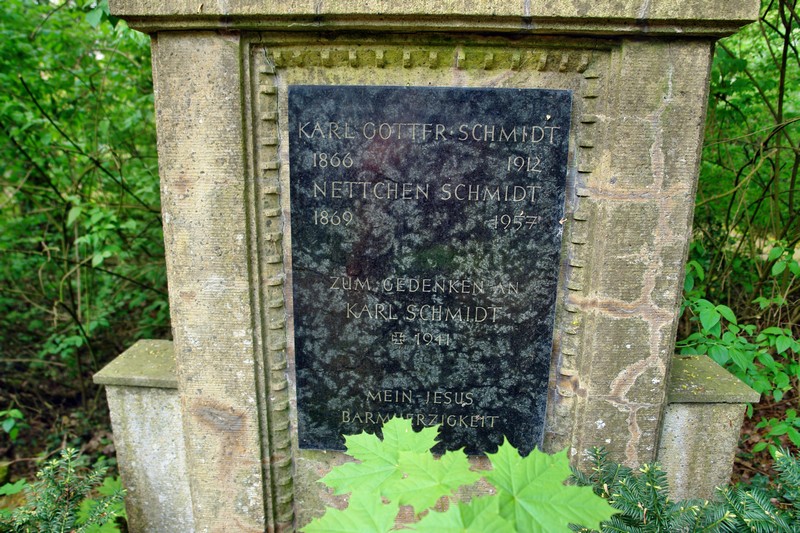 KARL GOTTFR· SCHMIDT
1866 1912
NETTCHEN SCHMIDT
1869 1957
ZUM GEDENKEN AN
KARL SCHMIDT
✠ 1941
MEIN JESUS
BARMHERZIGKEIT